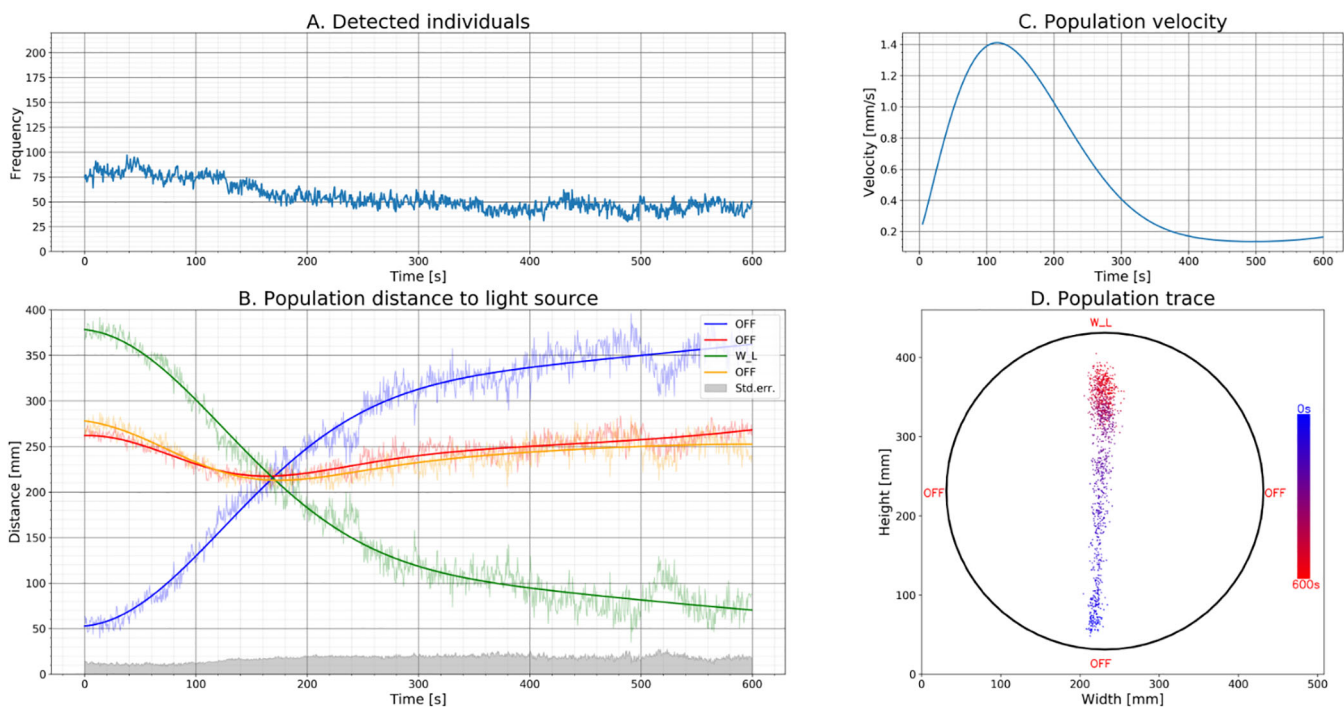 A. Detected individuals
Frequency
200
175
150
125
100
75
50
25
0
0 100 200 300 400 500 600
Time [s]
B. Population distance to light source
Distance [mm]
400
350
300
250
200
150
100
50
0
OFF
OFF
W_L
OFF
Std.err.
0 100 200 300 400 500 600
Time [s]
C. Population velocity
Velocity [mm/s]
1.4
1.2
1.0
0.8
0.6
0.4
0.2
0 100 200 300 400 500 600
Time [s]
D. Population trace
W_L
Height [mm]
400
300
200
100
0
OFF
OFF
OFF
0s
600s
0 100 200 300 400 500
Width [mm]